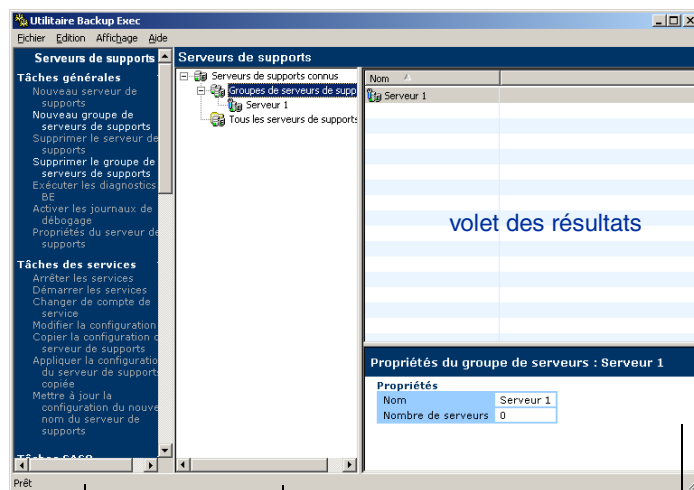 Utilitaire Backup Exec
Fichier Edition Affichage Aide
Serveurs de supports
Tâches générales
Nouveau serveur de
supports
Nouveau groupe de
serveurs de supports
Supprimer le serveur de
supports
Supprimer le groupe de
serveurs de supports
Exécuter les diagnostics
BE
Activer les journaux de
débogage
Propriétés du serveur de
supports
Tâches des services
Arrêter les services
Démarrer les services
Changer de compte de
service
Modifier la configuration
Copier la configuration d
serveur de supports
Appliquer la configuratio
du serveur de support
copiée
Mettre à jour la
configuration du nouve
nom du serveur de
supports
Serveurs de supports
Serveurs de supports connus
Groupes de serveurs de supp
Serveur 1
Tous les serveurs de supports
Nom
Serveur 1
volet des résultats
Propriétés du groupe de serveurs : Serveur 1
Propriétés
Nom Serveur 1
Nombre de serveurs 0
Prêt